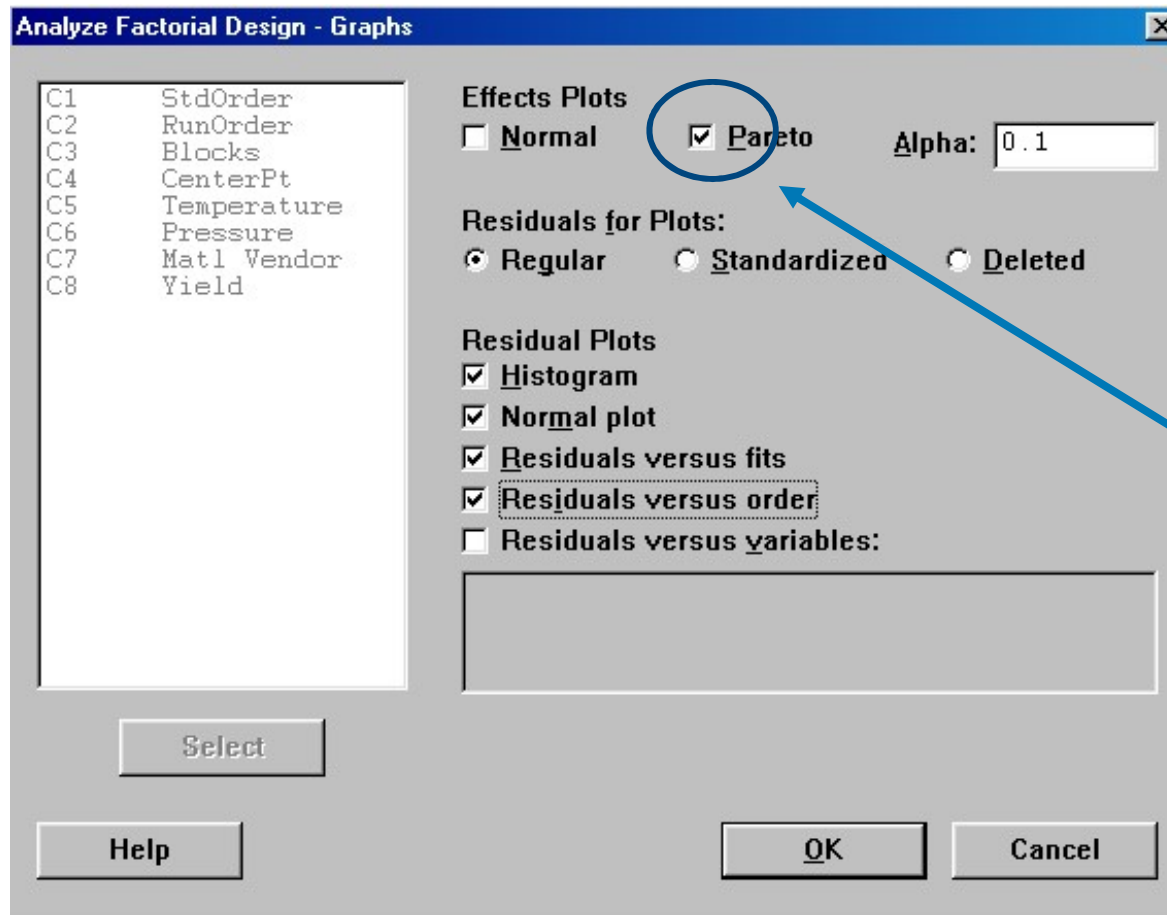 Analyze Factorial Design - Graphs
C1 StdOrder
C2 RunOrder
C3 Blocks
C4 CenterPt
C5 Temperature
C6 Pressure
C7 Matl Vendor
C8 Yield
Effects Plots
Normal Pareto Alpha: 0.1
Residuals for Plots:
Regular Standardized Deleted
Residual Plots
Histogram
Normal plot
Residuals versus fits
Residuals versus order
Residuals versus variables:
Select
Help OK Cancel